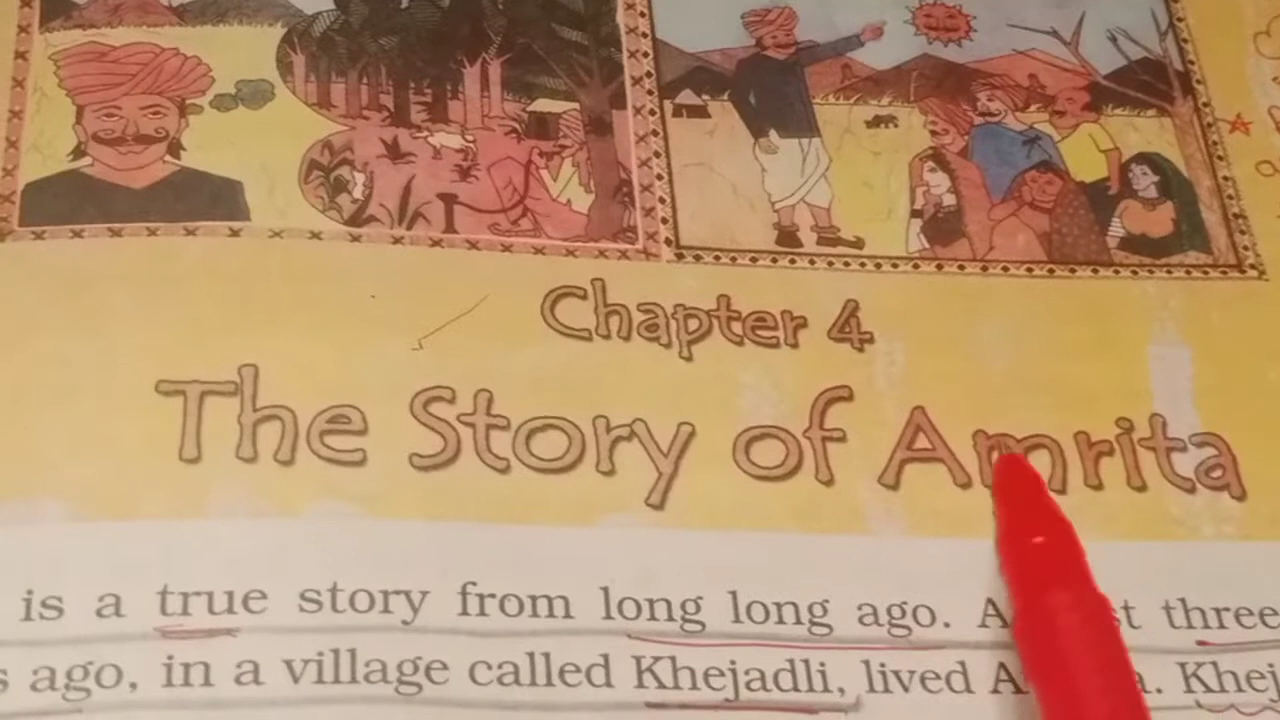 Chapter 4
The Story of Amrita
is a true story from long long ago. three
ago, in a village called Khejadli, lived